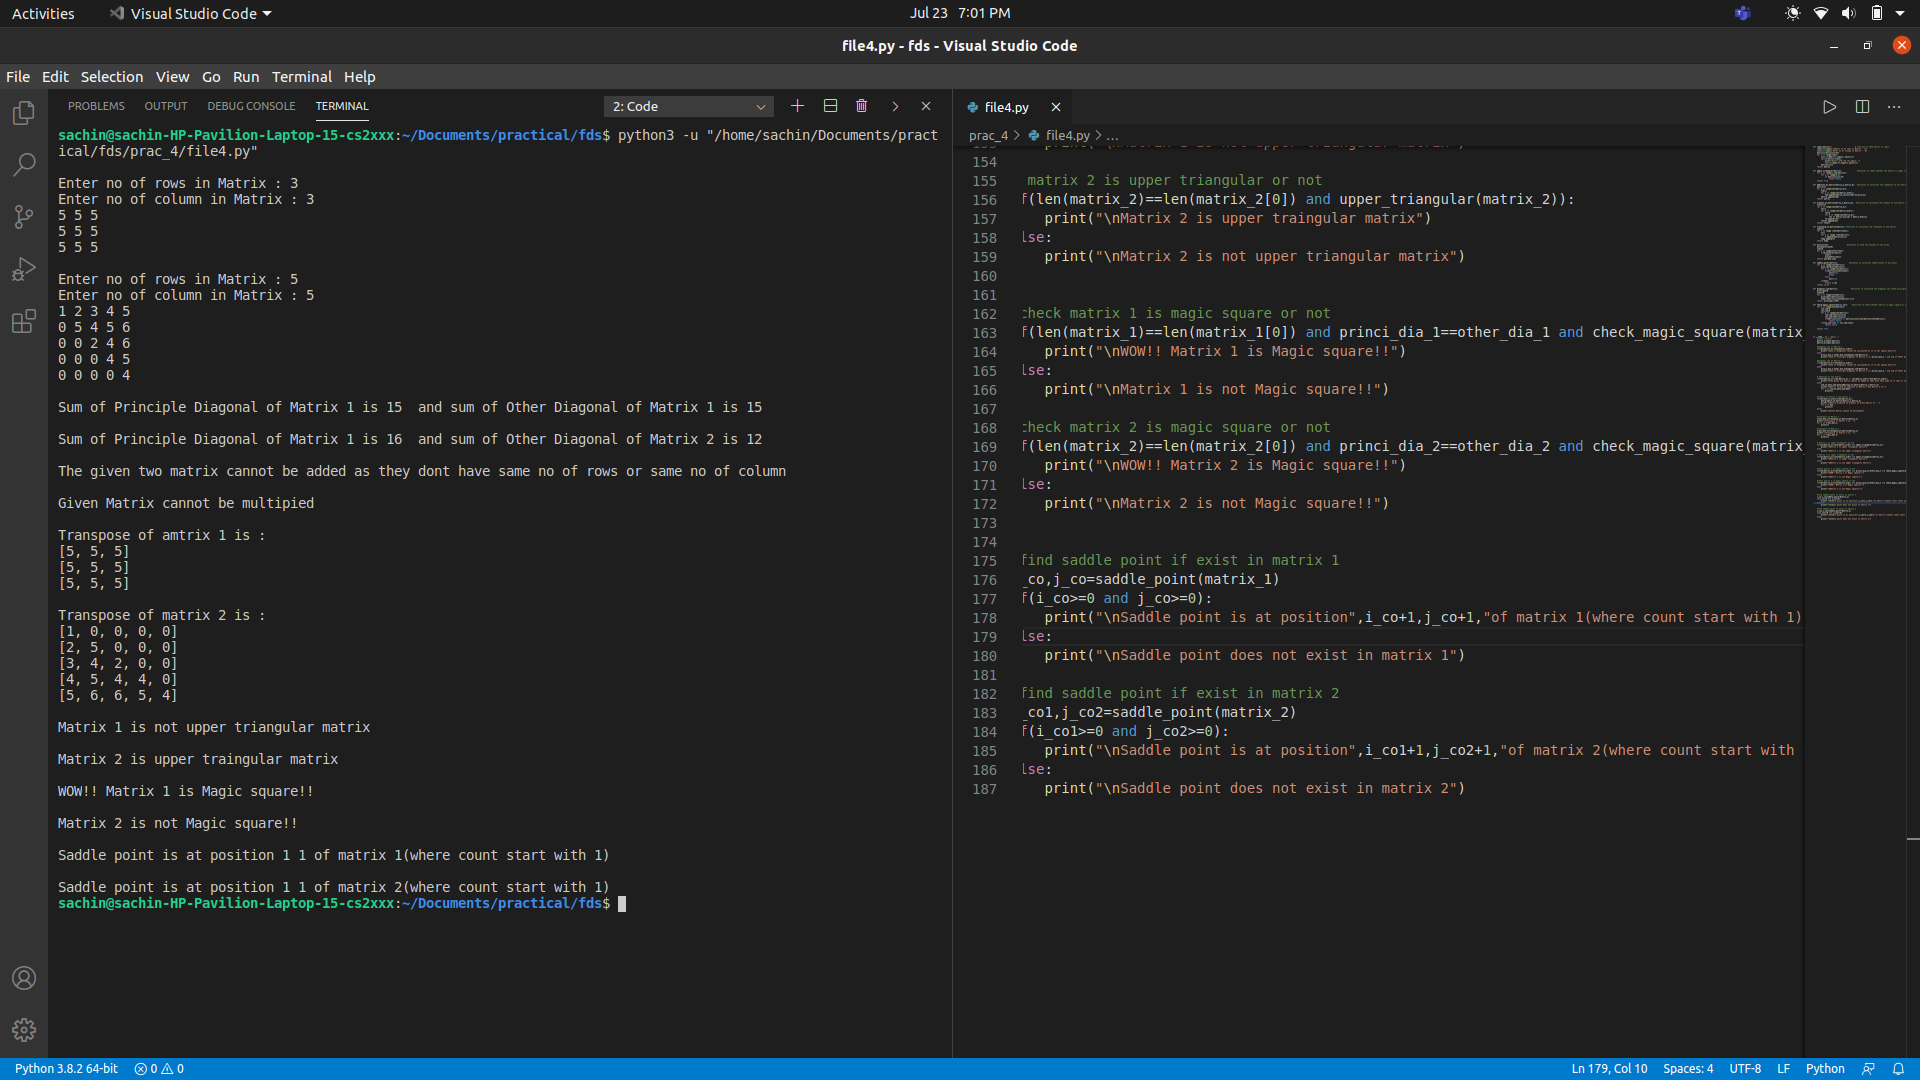 Activities
Visual Studio Code
Jul 23 7:01 PM
file4.py - fds - Visual Studio Code
File Edit Selection View Go Run Terminal Help
PROBLEMS OUTPUT DEBUG CONSOLE TERMINAL
2: Code
sachin@sachin-HP-Pavilion-Laptop-15-cs2xxx:~/Documents/practical/fds$ python3 -u "/home/sachin/Documents/pract
ical/fds/prac_4/file4.py"
Enter no of rows in Matrix : 3
Enter no of column in Matrix : 3
5 5 5
5 5 5
5 5 5
Enter no of rows in Matrix : 5
Enter no of column in Matrix : 5
1 2 3 4 5
0 5 4 5 6
0 0 2 4 6
0 0 0 4 5
0 0 0 0 4
Sum of Principle Diagonal of Matrix 1 is 15  and sum of Other Diagonal of Matrix 1 is 15
Sum of Principle Diagonal of Matrix 1 is 16  and sum of Other Diagonal of Matrix 2 is 12
The given two matrix cannot be added as they dont have same no of rows or same no of column
Given Matrix cannot be multipied
Transpose of amtrix 1 is :
[5, 5, 5]
[5, 5, 5]
[5, 5, 5]
Transpose of matrix 2 is :
[1, 0, 0, 0, 0]
[2, 5, 0, 0, 0]
[3, 4, 2, 0, 0]
[4, 5, 4, 4, 0]
[5, 6, 6, 5, 4]
Matrix 1 is not upper triangular matrix
Matrix 2 is upper traingular matrix
WOW!! Matrix 1 is Magic square!!
Matrix 2 is not Magic square!!
Saddle point is at position 1 1 of matrix 1(where count start with 1)
Saddle point is at position 1 1 of matrix 2(where count start with 1)
sachin@sachin-HP-Pavilion-Laptop-15-cs2xxx:~/Documents/practical/fds$
file4.py
prac_4 > file4.py > ...
154
155 matrix 2 is upper triangular or not
156 f(len(matrix_2)==len(matrix_2[0]) and upper_triangular(matrix_2)):
157 print("\nMatrix 2 is upper traingular matrix")
158 lse:
159 print("\nMatrix 2 is not upper triangular matrix")
160
161
162 check matrix 1 is magic square or not
163 f(len(matrix_1)==len(matrix_1[0]) and princi_dia_1==other_dia_1 and check_magic_square(matrix_
164 print("\nWOW!! Matrix 1 is Magic square!!")
165 lse:
166 print("\nMatrix 1 is not Magic square!!")
167
168 check matrix 2 is magic square or not
169 f(len(matrix_2)==len(matrix_2[0]) and princi_dia_2==other_dia_2 and check_magic_square(matrix_
170 print("\nWOW!! Matrix 2 is Magic square!!")
171 lse:
172 print("\nMatrix 2 is not Magic square!!")
173
174
175 find saddle point if exist in matrix 1
176 _co,j_co=saddle_point(matrix_1)
177 f(i_co>=0 and j_co>=0):
178 print("\nSaddle point is at position",i_co+1,j_co+1,"of matrix 1(where count start with 1)
179 lse:
180 print("\nSaddle point does not exist in matrix 1")
181
182 find saddle point if exist in matrix 2
183 _co1,j_co2=saddle_point(matrix_2)
184 f(i_co1>=0 and j_co2>=0):
185 print("\nSaddle point is at position",i_co1+1,j_co2+1,"of matrix 2(where count start with
186 lse:
187 print("\nSaddle point does not exist in matrix 2")
Python 3.8.2 64-bit 0 0
Ln 179, Col 10 Spaces: 4 UTF-8 LF Python